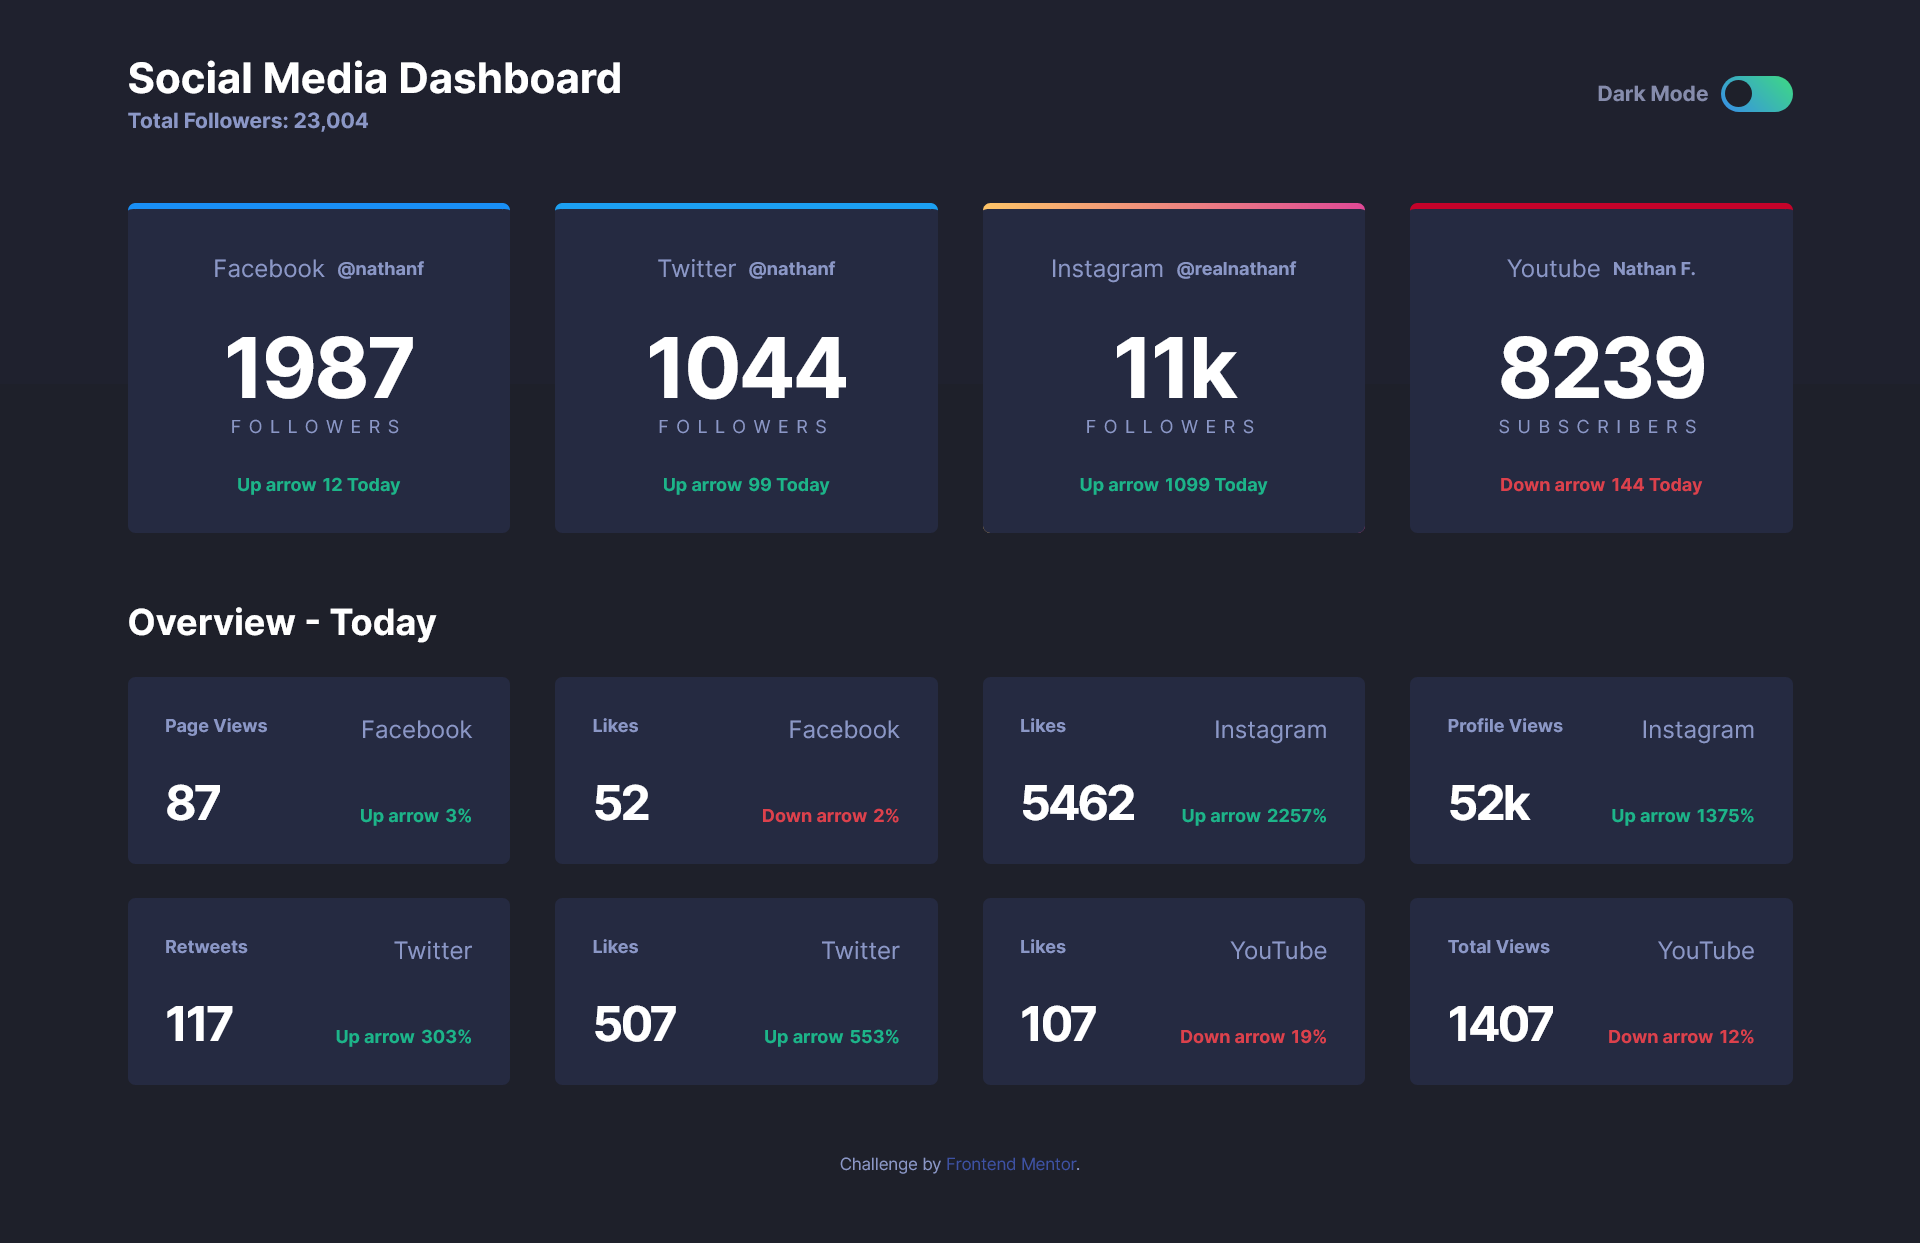 Social Media Dashboard
Total Followers: 23,004
Dark Mode
Facebook @nathanf
1987
FOLLOWERS
Up arrow 12 Today
Twitter @nathanf
1044
FOLLOWERS
Up arrow 99 Today
Instagram @realnathanf
11k
FOLLOWERS
Up arrow 1099 Today
Youtube Nathan F.
8239
SUBSCRIBERS
Down arrow 144 Today
Overview - Today
Page Views Facebook
87 Up arrow 3%
Likes Facebook
52 Down arrow 2%
Likes Instagram
5462 Up arrow 2257%
Profile Views Instagram
52k Up arrow 1375%
Retweets Twitter
117 Up arrow 303%
Likes Twitter
507 Up arrow 553%
Likes YouTube
107 Down arrow 19%
Total Views YouTube
1407 Down arrow 12%
Challenge by Frontend Mentor.